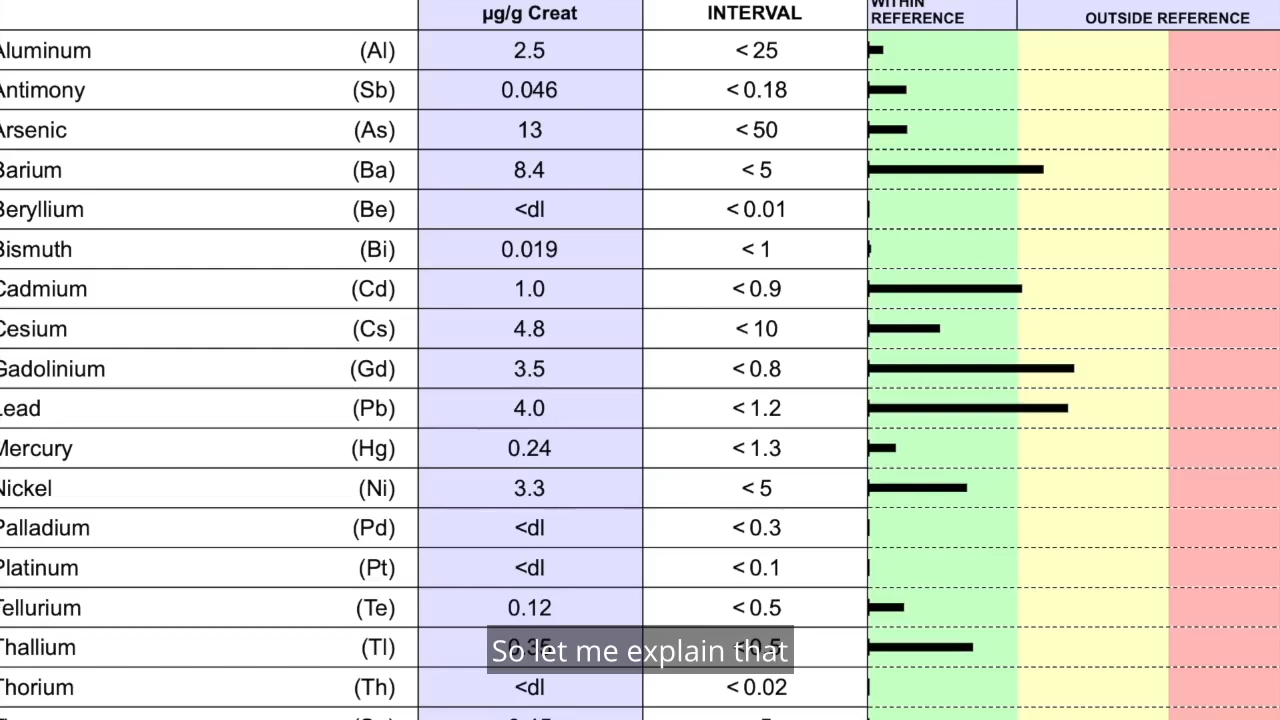 µg/g Creat INTERVAL WITHIN REFERENCE OUTSIDE REFERENCE
Aluminum (Al) 2.5 < 25
Antimony (Sb) 0.046 < 0.18
Arsenic (As) 13 < 50
Barium (Ba) 8.4 < 5
Beryllium (Be) <dl < 0.01
Bismuth (Bi) 0.019 < 1
Cadmium (Cd) 1.0 < 0.9
Cesium (Cs) 4.8 < 10
Gadolinium (Gd) 3.5 < 0.8
Lead (Pb) 4.0 < 1.2
Mercury (Hg) 0.24 < 1.3
Nickel (Ni) 3.3 < 5
Palladium (Pd) <dl < 0.3
Platinum (Pt) <dl < 0.1
Tellurium (Te) 0.12 < 0.5
Thallium (Tl) 0.35 < 0.5
So let me explain that
Thorium (Th) <dl < 0.02